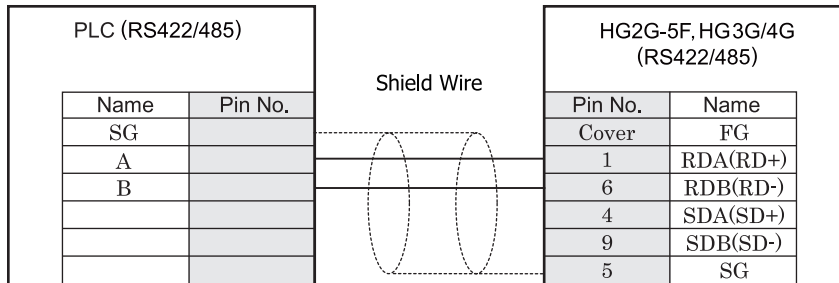 PLC (RS422/485)
HG2G-5F, HG3G/4G
(RS422/485)
Shield Wire
Name Pin No.
SG
A
B
Pin No. Name
Cover FG
1 RDA(RD+)
6 RDB(RD-)
4 SDA(SD+)
9 SDB(SD-)
5 SG